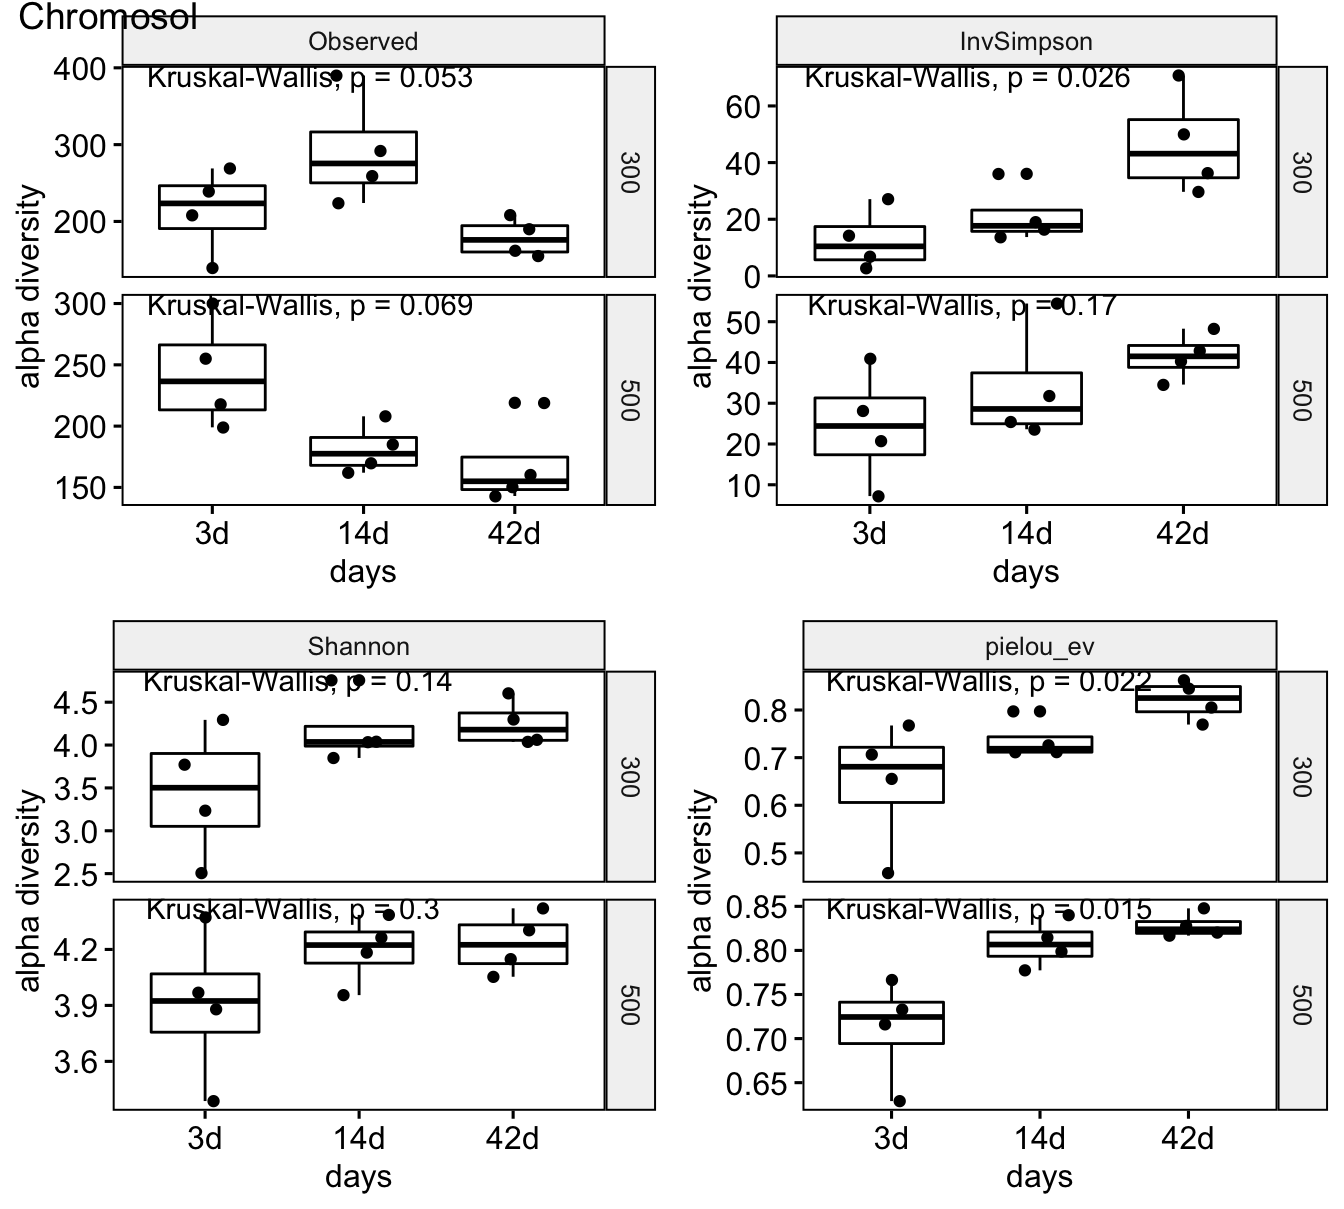 Chromosol
Observed
400
300
200
Kruskal-Wallis, p = 0.053
300
300
250
200
150
Kruskal-Wallis, p = 0.069
500
alpha diversity
3d 14d 42d
days
InvSimpson
60
40
20
0
Kruskal-Wallis, p = 0.026
300
50
40
30
20
10
Kruskal-Wallis, p = 0.17
500
alpha diversity
3d 14d 42d
days
Shannon
4.5
4.0
3.5
3.0
2.5
Kruskal-Wallis, p = 0.14
300
4.2
3.9
3.6
Kruskal-Wallis, p = 0.3
500
alpha diversity
3d 14d 42d
days
pielou_ev
0.8
0.7
0.6
0.5
Kruskal-Wallis, p = 0.022
300
0.85
0.80
0.75
0.70
0.65
Kruskal-Wallis, p = 0.015
500
alpha diversity
3d 14d 42d
days